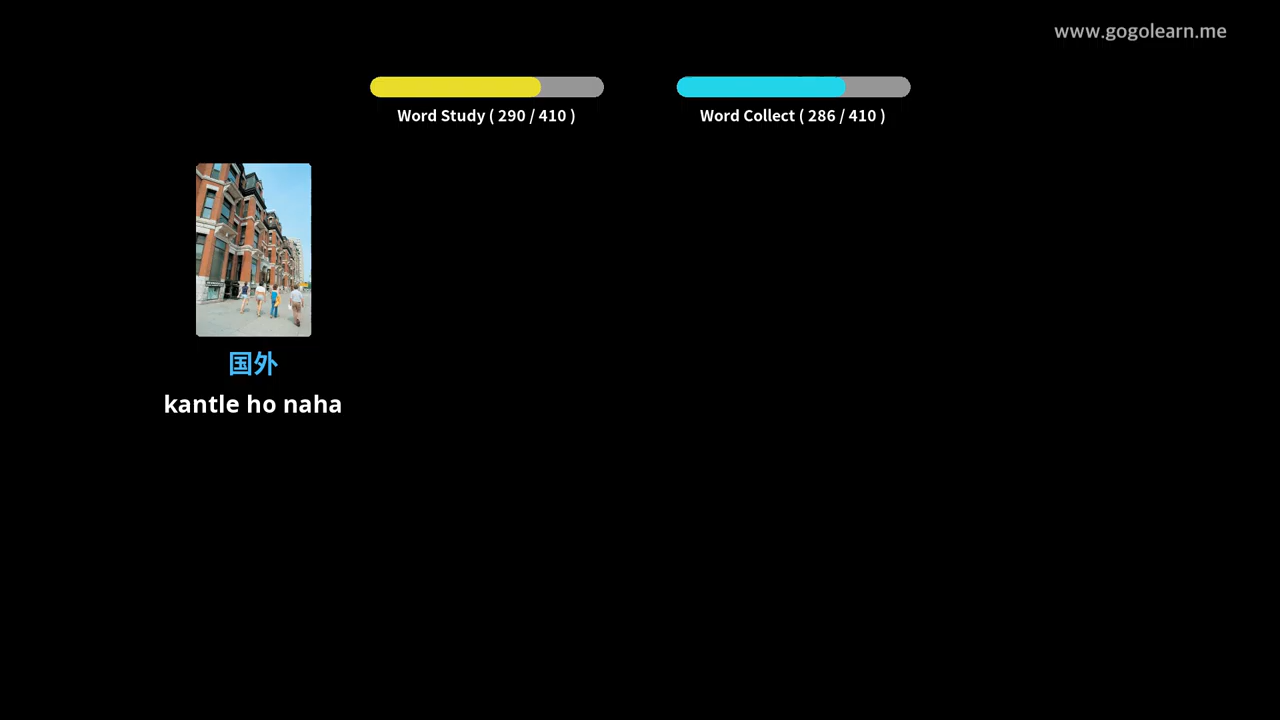 www.gogolearn.me
Word Study ( 290 / 410 )
Word Collect ( 286 / 410 )
国外
kantle ho naha